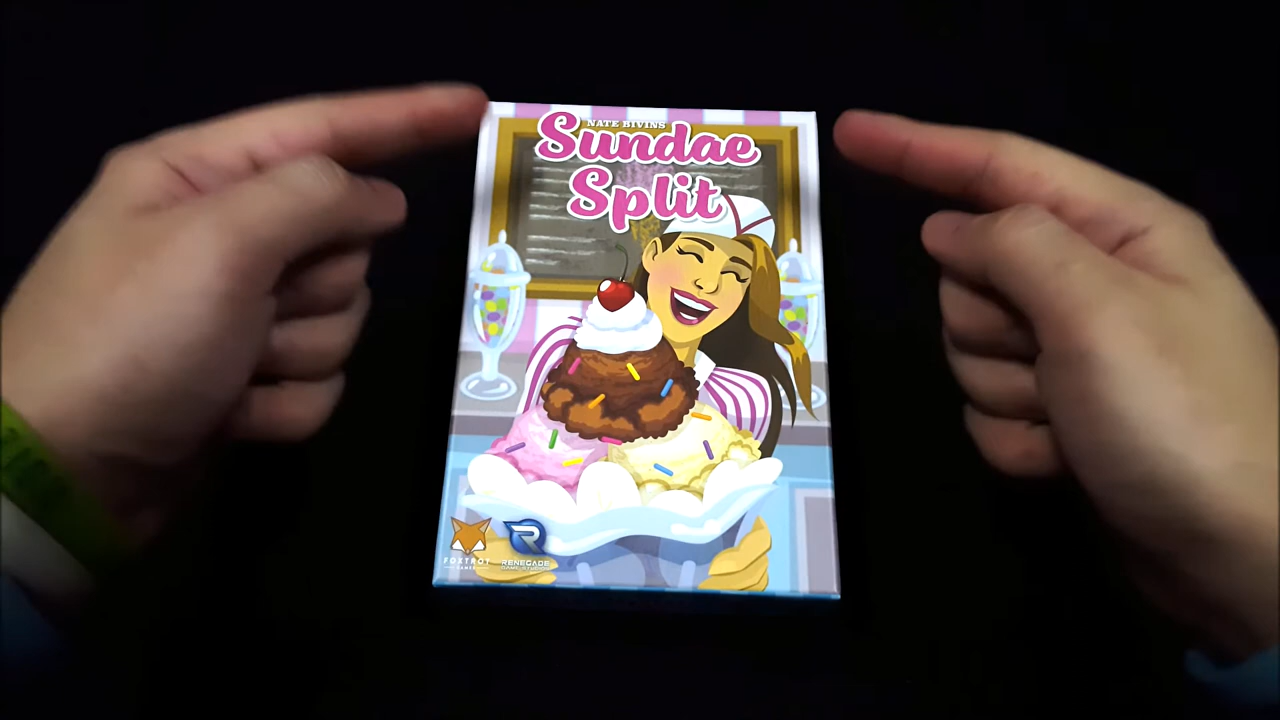 NATE BIVINS
Sundae
Split
FOXTROT
GAMES
RENEGADE
GAME STUDIOS